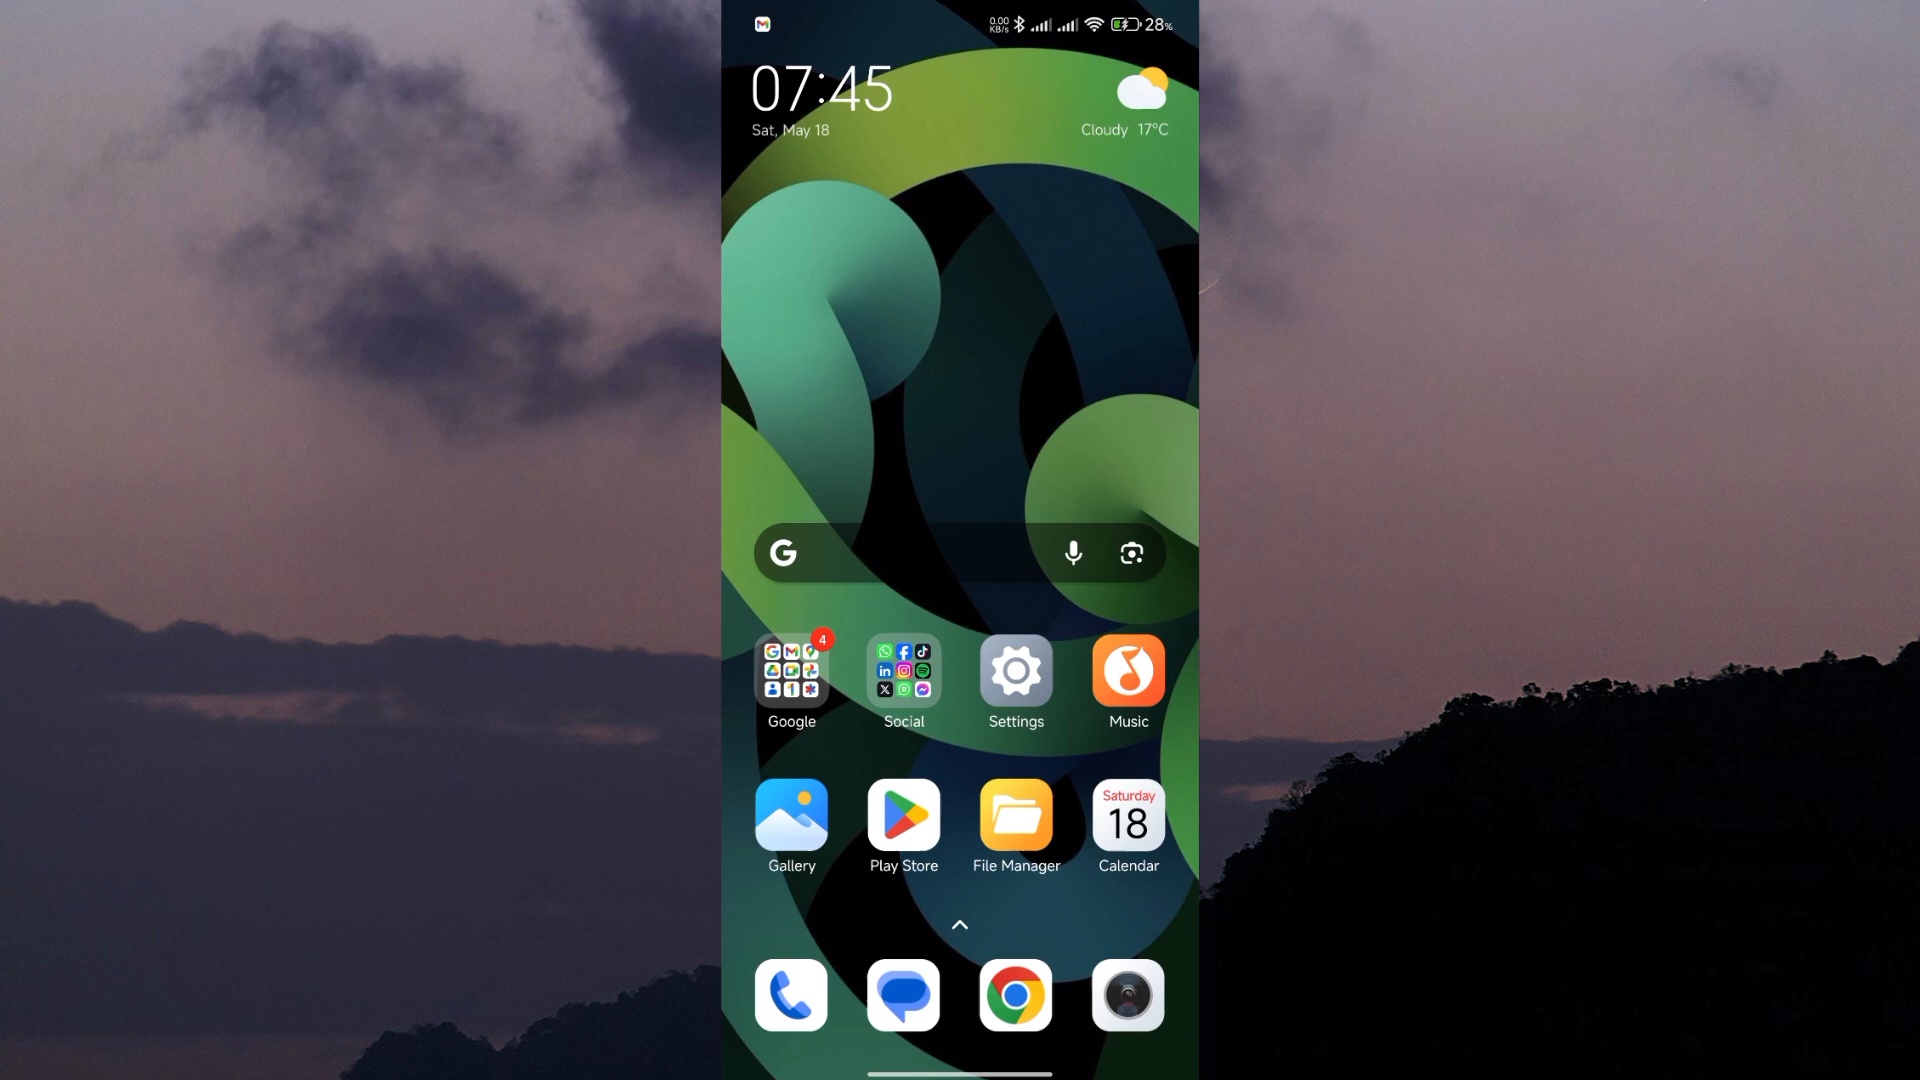 0.00
KB/s
28%
07:45
Sat, May 18
Cloudy 17°C
4
Google
Social
Settings
Music
Saturday
18
Gallery
Play Store
File Manager
Calendar